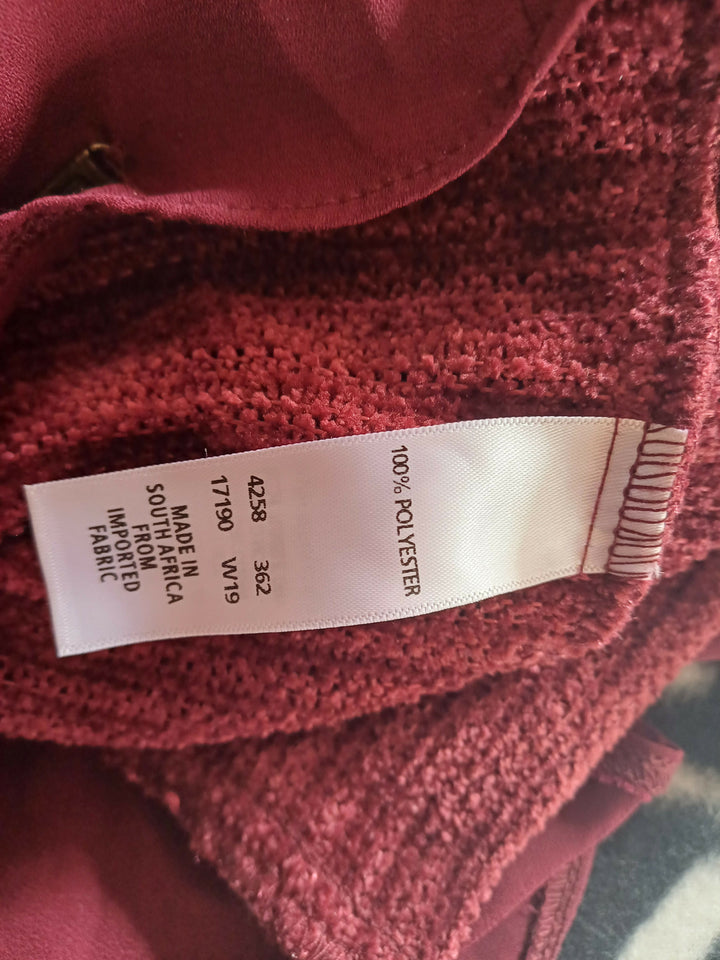 100% POLYESTER
4258 362
17190 W19
MADE IN
SOUTH AFRICA
FROM
IMPORTED
FABRIC